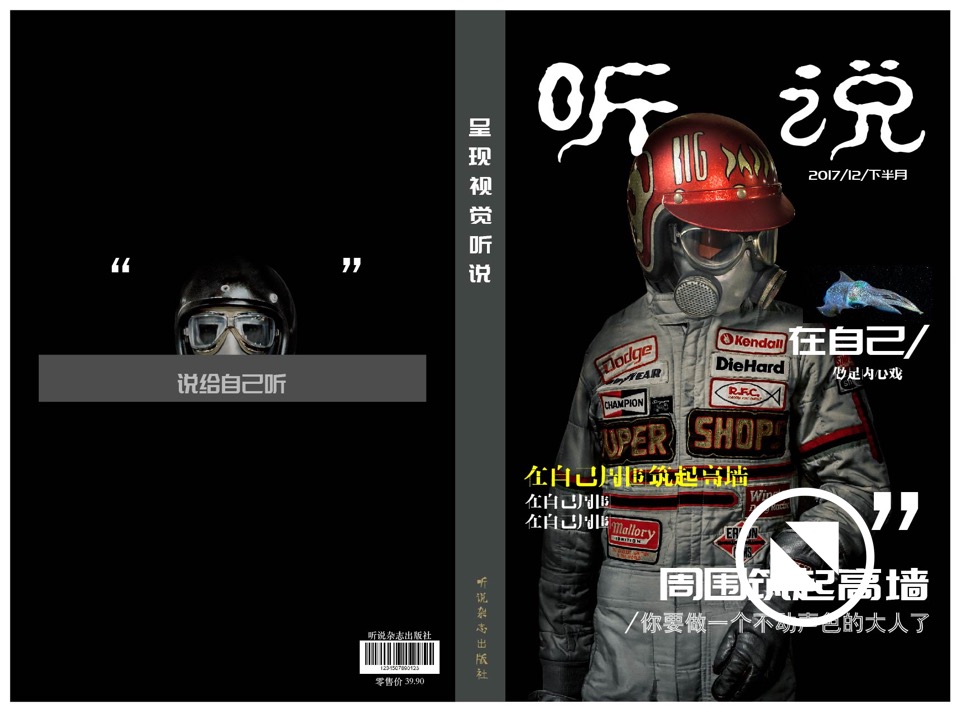 “ ”
说给自己听
听说杂志出版社
1234567890123
零售价 39.90
呈现视觉听说
听说杂志出版社
听说
2017/12/下半月
BIG
在自己/
Kendall
Dodge
DieHard
R.F.C.
CHAMPION
SUPER SHOPS
在自己周围筑起高墙
在自己周围
在自己周围
Mallory
IGNITION
”
周围筑起高墙
/你要做一个不动声色的大人了